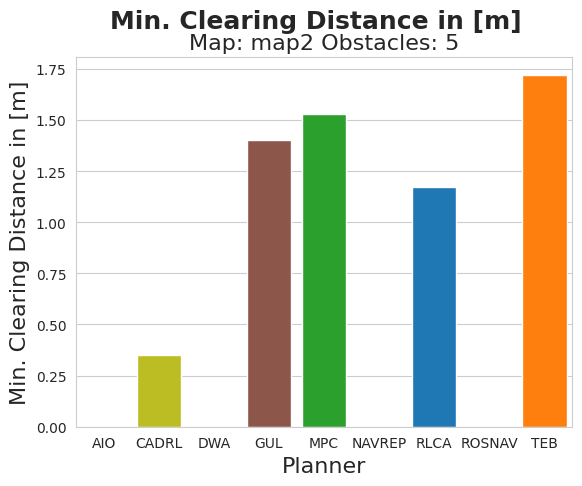 Min. Clearing Distance in [m]
Map: map2 Obstacles: 5
Min. Clearing Distance in [m]
1.75
1.50
1.25
1.00
0.75
0.50
0.25
0.00
AIO CADRL DWA GUL MPC NAVREP RLCA ROSNAV TEB
Planner